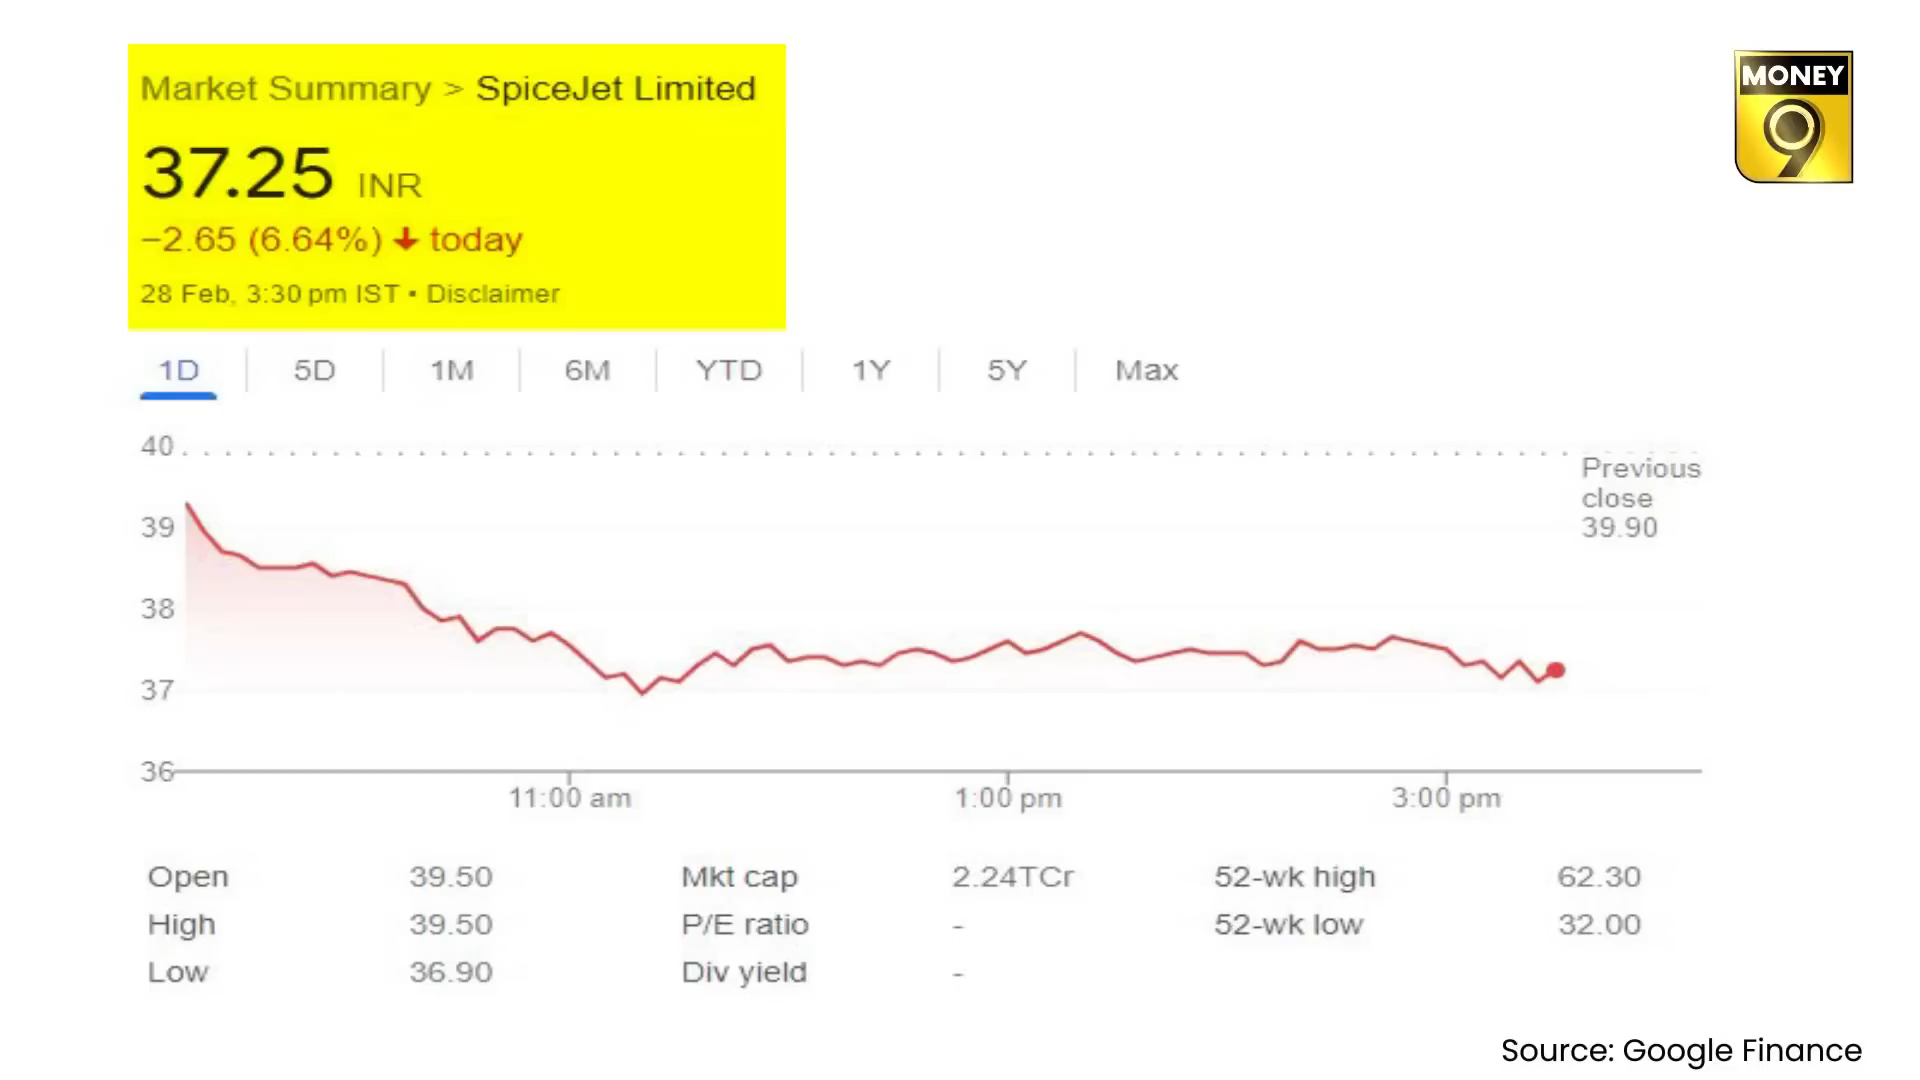 MONEY
9
Market Summary > SpiceJet Limited
37.25 INR
−2.65 (6.64%) ↓ today
28 Feb, 3:30 pm IST • Disclaimer
1D 5D 1M 6M YTD 1Y 5Y Max
40
Previous
close
39.90
39
38
37
36
11:00 am 1:00 pm 3:00 pm
Open 39.50 Mkt cap 2.24TCr 52-wk high 62.30
High 39.50 P/E ratio - 52-wk low 32.00
Low 36.90 Div yield -
Source: Google Finance